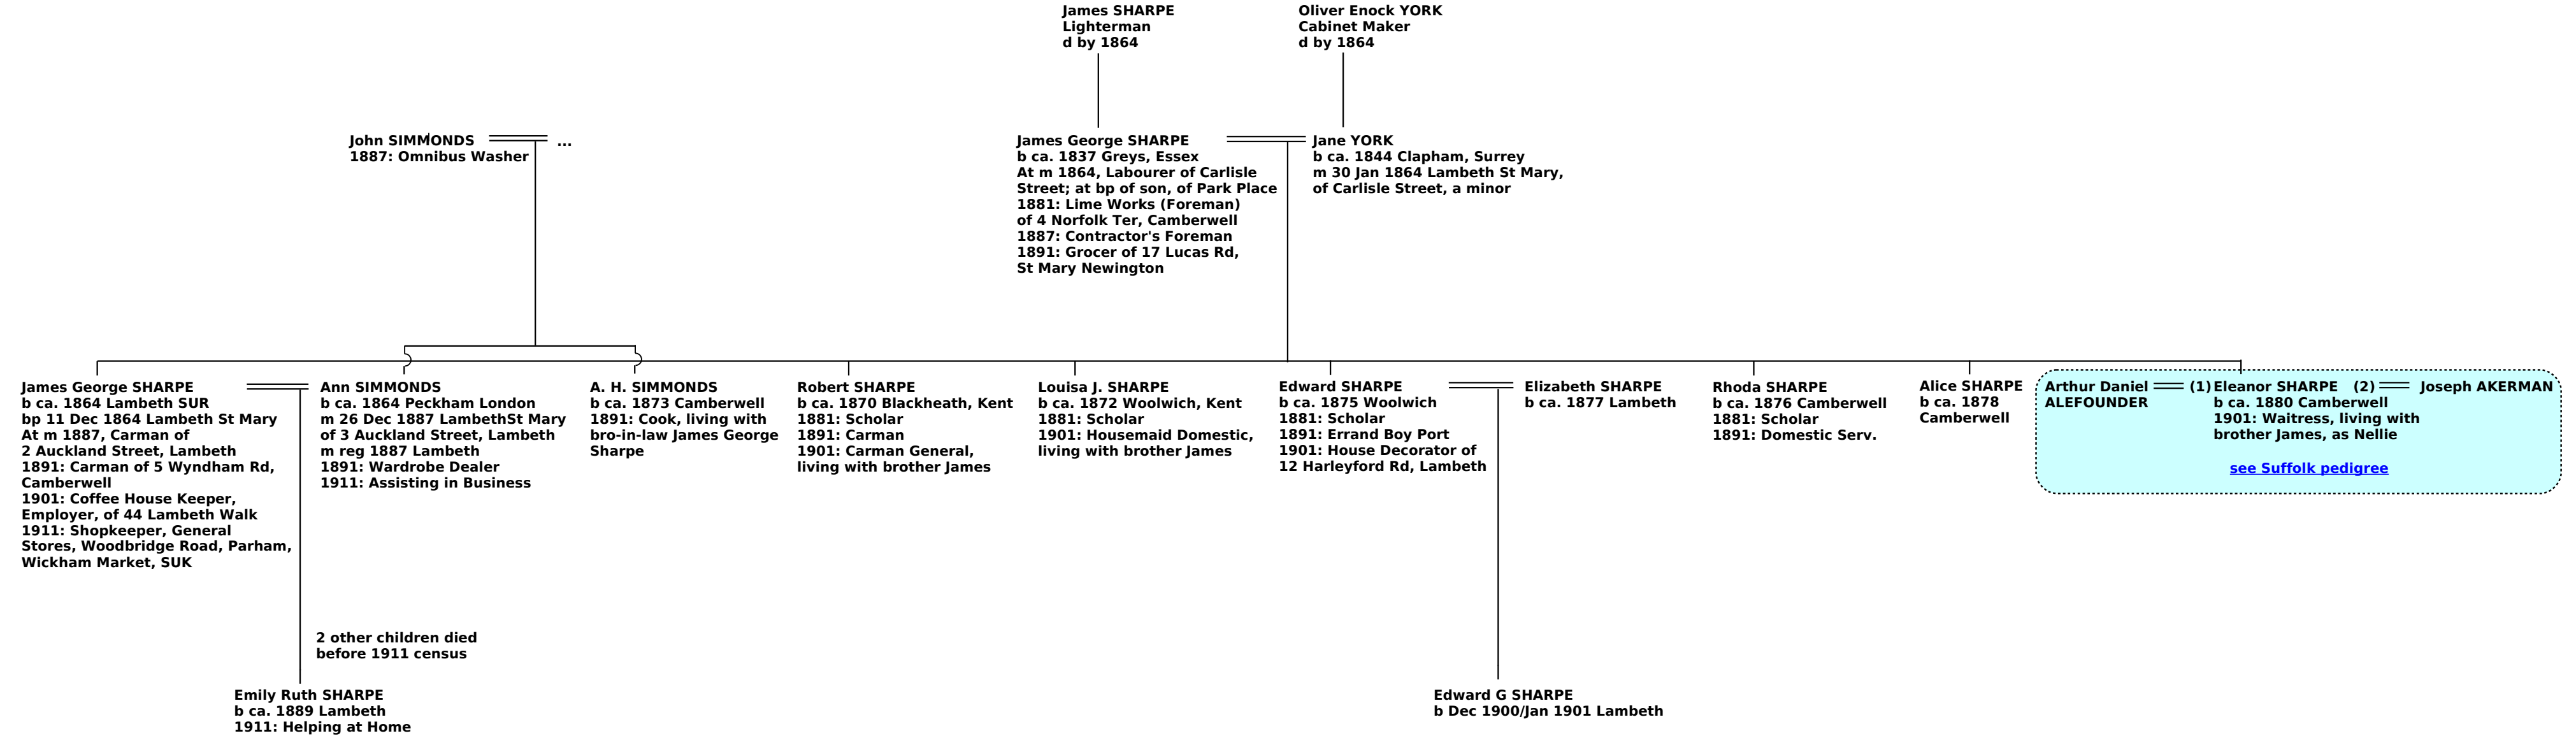 James SHARPE
Lighterman
d by 1864
Oliver Enock YORK
Cabinet Maker
d by 1864
John SIMMONDS
1887: Omnibus Washer
...
James George SHARPE
b ca. 1837 Greys, Essex
At m 1864, Labourer of Carlisle
Street; at bp of son, of Park Place
1881: Lime Works (Foreman)
of 4 Norfolk Ter, Camberwell
1887: Contractor's Foreman
1891: Grocer of 17 Lucas Rd,
St Mary Newington
Jane YORK
b ca. 1844 Clapham, Surrey
m 30 Jan 1864 Lambeth St Mary,
of Carlisle Street, a minor
James George SHARPE
b ca. 1864 Lambeth SUR
bp 11 Dec 1864 Lambeth St Mary
At m 1887, Carman of
2 Auckland Street, Lambeth
1891: Carman of 5 Wyndham Rd,
Camberwell
1901: Coffee House Keeper,
Employer, of 44 Lambeth Walk
1911: Shopkeeper, General
Stores, Woodbridge Road, Parham,
Wickham Market, SUK
Ann SIMMONDS
b ca. 1864 Peckham London
m 26 Dec 1887 LambethSt Mary
of 3 Auckland Street, Lambeth
m reg 1887 Lambeth
1891: Wardrobe Dealer
1911: Assisting in Business
A. H. SIMMONDS
b ca. 1873 Camberwell
1891: Cook, living with
bro-in-law James George
Sharpe
Robert SHARPE
b ca. 1870 Blackheath, Kent
1881: Scholar
1891: Carman
1901: Carman General,
living with brother James
Louisa J. SHARPE
b ca. 1872 Woolwich, Kent
1881: Scholar
1901: Housemaid Domestic,
living with brother James
Edward SHARPE
b ca. 1875 Woolwich
1881: Scholar
1891: Errand Boy Port
1901: House Decorator of
12 Harleyford Rd, Lambeth
Elizabeth SHARPE
b ca. 1877 Lambeth
Rhoda SHARPE
b ca. 1876 Camberwell
1881: Scholar
1891: Domestic Serv.
Alice SHARPE
b ca. 1878
Camberwell
Arthur Daniel
ALEFOUNDER
(1) Eleanor SHARPE (2)
b ca. 1880 Camberwell
1901: Waitress, living with
brother James, as Nellie
Joseph AKERMAN
see Suffolk pedigree
2 other children died
before 1911 census
Emily Ruth SHARPE
b ca. 1889 Lambeth
1911: Helping at Home
Edward G SHARPE
b Dec 1900/Jan 1901 Lambeth